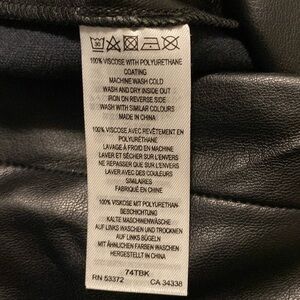 100% VISCOSE WITH POLYURETHANE
COATING
MACHINE WASH COLD
WASH AND DRY INSIDE OUT
IRON ON REVERSE SIDE
WASH WITH SIMILAR COLOURS
MADE IN CHINA
100% VISCOSE AVEC REVÊTEMENT EN
POLYURÉTHANE
LAVAGE À FROID EN MACHINE
LAVER ET SÉCHER SUR L'ENVERS
NE REPASSER QUE SUR L'ENVERS
LAVER AVEC DES COULEURS
SIMILAIRES
FABRIQUÉ EN CHINE
100% VISKOSE MIT POLYURETHAN-
BESCHICHTUNG
KALTE MASCHINENWÄSCHE
AUF LINKS WASCHEN UND TROCKNEN
AUF LINKS BÜGELN
MIT ÄHNLICHEN FARBEN WASCHEN
HERGESTELLT IN CHINA
74TBK
RN 53372 CA 34338